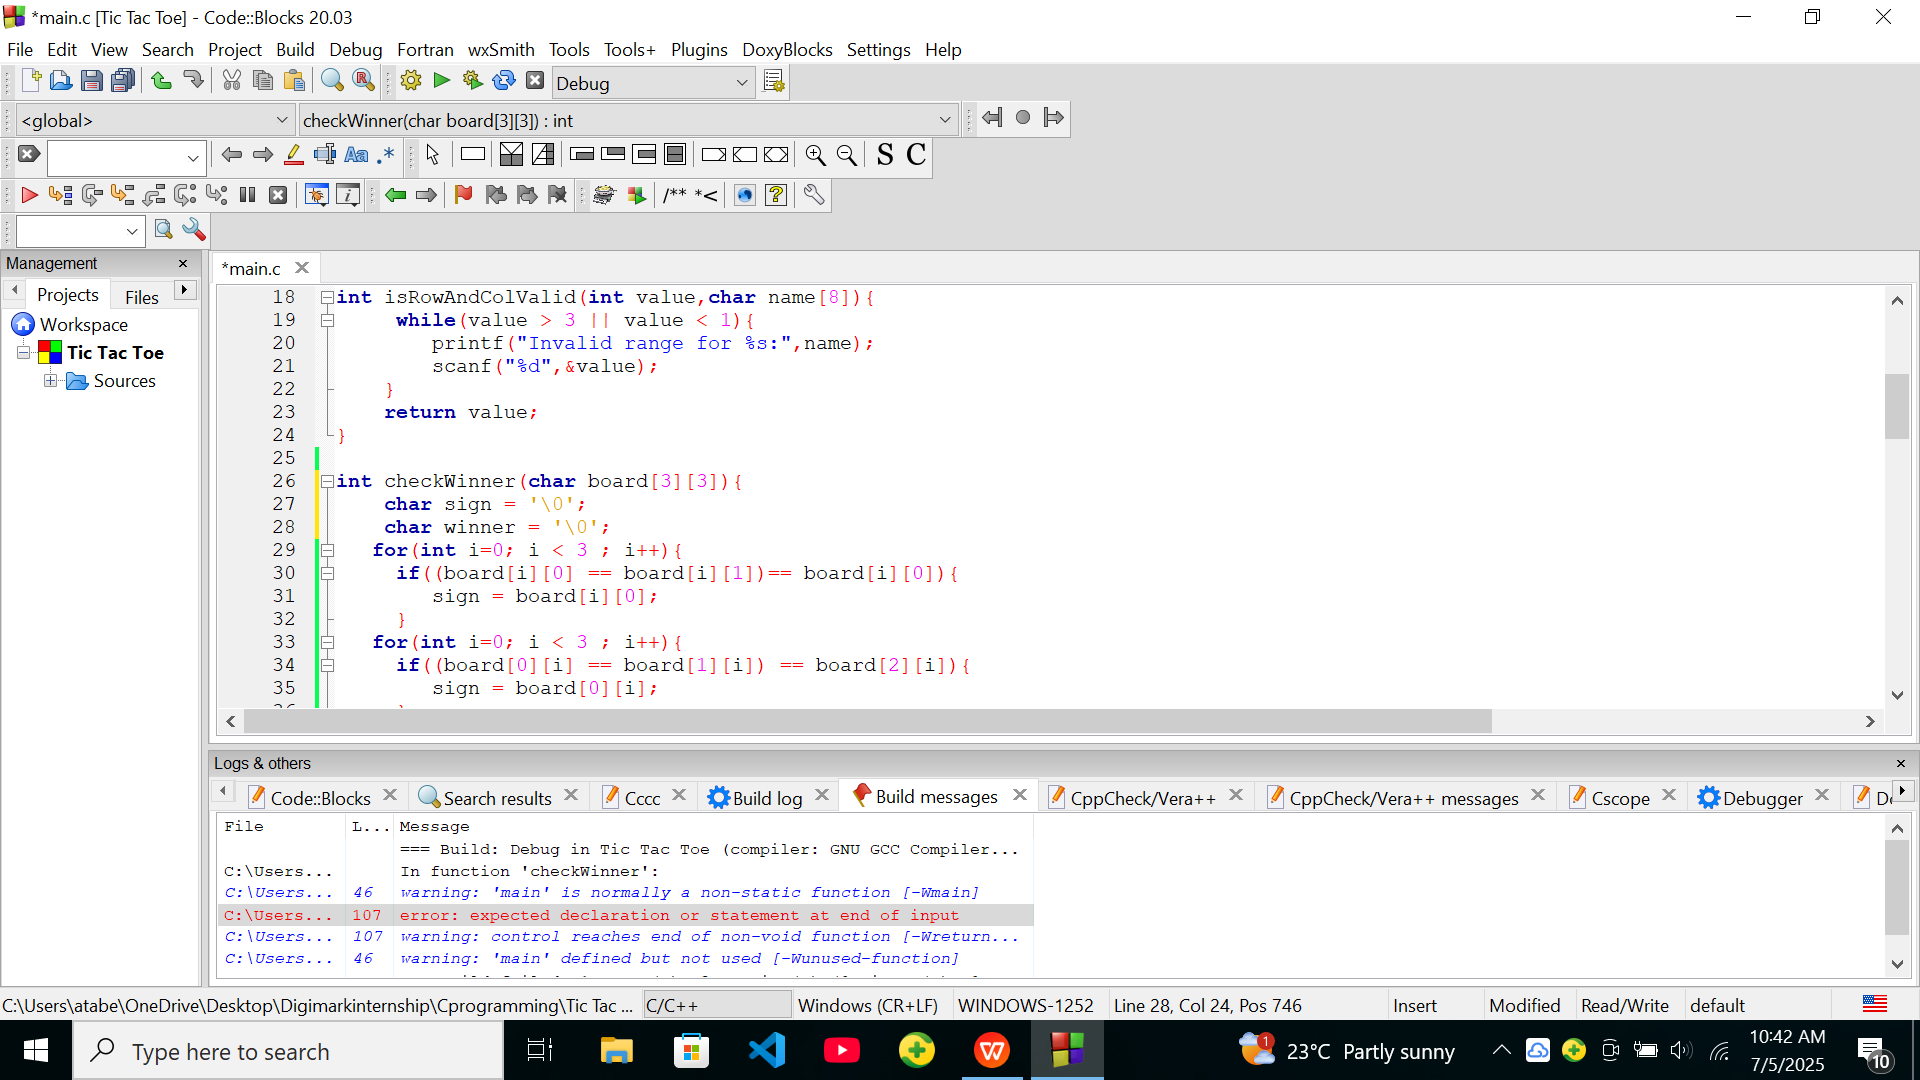 *main.c [Tic Tac Toe] - Code::Blocks 20.03
File Edit View Search Project Build Debug Fortran wxSmith Tools Tools+ Plugins DoxyBlocks Settings Help
Debug
<global> checkWinner(char board[3][3]) : int
Aa .* S C
/** *<
Management
Projects Files
Workspace
Tic Tac Toe
Sources
*main.c
18 int isRowAndColValid(int value,char name[8]){
19 while(value > 3 || value < 1){
20 printf("Invalid range for %s:",name);
21 scanf("%d",&value);
22 }
23 return value;
24 }
25
26 int checkWinner(char board[3][3]){
27 char sign = '\0';
28 char winner = '\0';
29 for(int i=0; i < 3 ; i++){
30 if((board[i][0] == board[i][1])== board[i][0]){
31 sign = board[i][0];
32 }
33 for(int i=0; i < 3 ; i++){
34 if((board[0][i] == board[1][i]) == board[2][i]){
35 sign = board[0][i];
Logs & others
Code::Blocks Search results Cccc Build log Build messages CppCheck/Vera++ CppCheck/Vera++ messages Cscope Debugger
File L... Message
=== Build: Debug in Tic Tac Toe (compiler: GNU GCC Compiler...
C:\Users... In function 'checkWinner':
C:\Users... 46 warning: 'main' is normally a non-static function [-Wmain]
C:\Users... 107 error: expected declaration or statement at end of input
C:\Users... 107 warning: control reaches end of non-void function [-Wreturn...
C:\Users... 46 warning: 'main' defined but not used [-Wunused-function]
C:\Users\atabe\OneDrive\Desktop\Digimarkinternship\Cprogramming\Tic Tac ... C/C++ Windows (CR+LF) WINDOWS-1252 Line 28, Col 24, Pos 746 Insert Modified Read/Write default
Type here to search
1 23°C Partly sunny
10:42 AM
7/5/2025
10